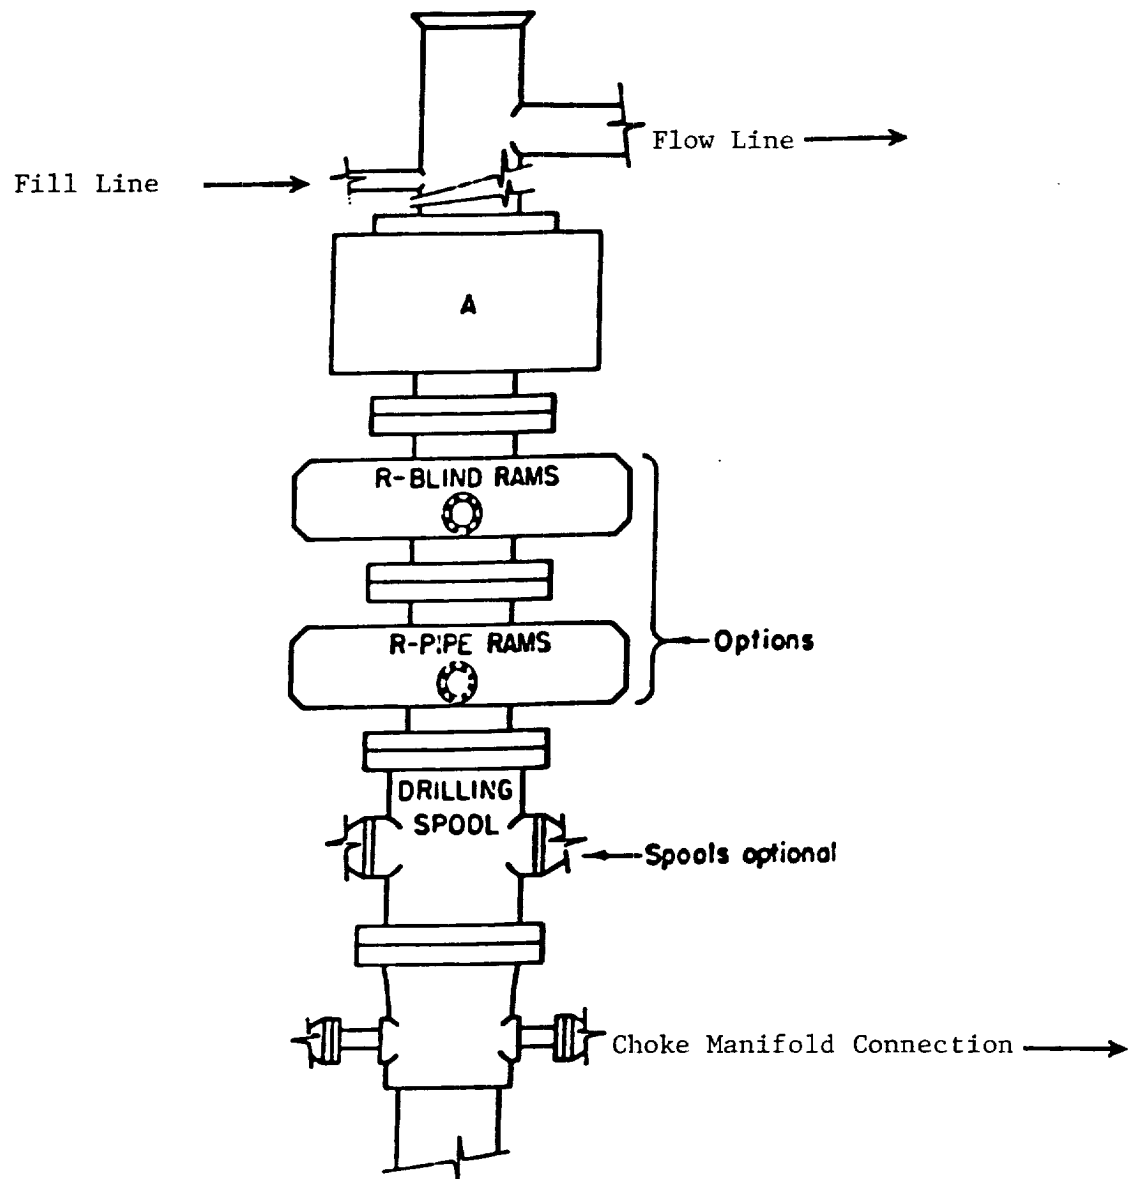 Flow Line
Fill Line
A
R-BLIND RAMS
R-PIPE RAMS
Options
DRILLING
SPOOL
Spools optional
Choke Manifold Connection